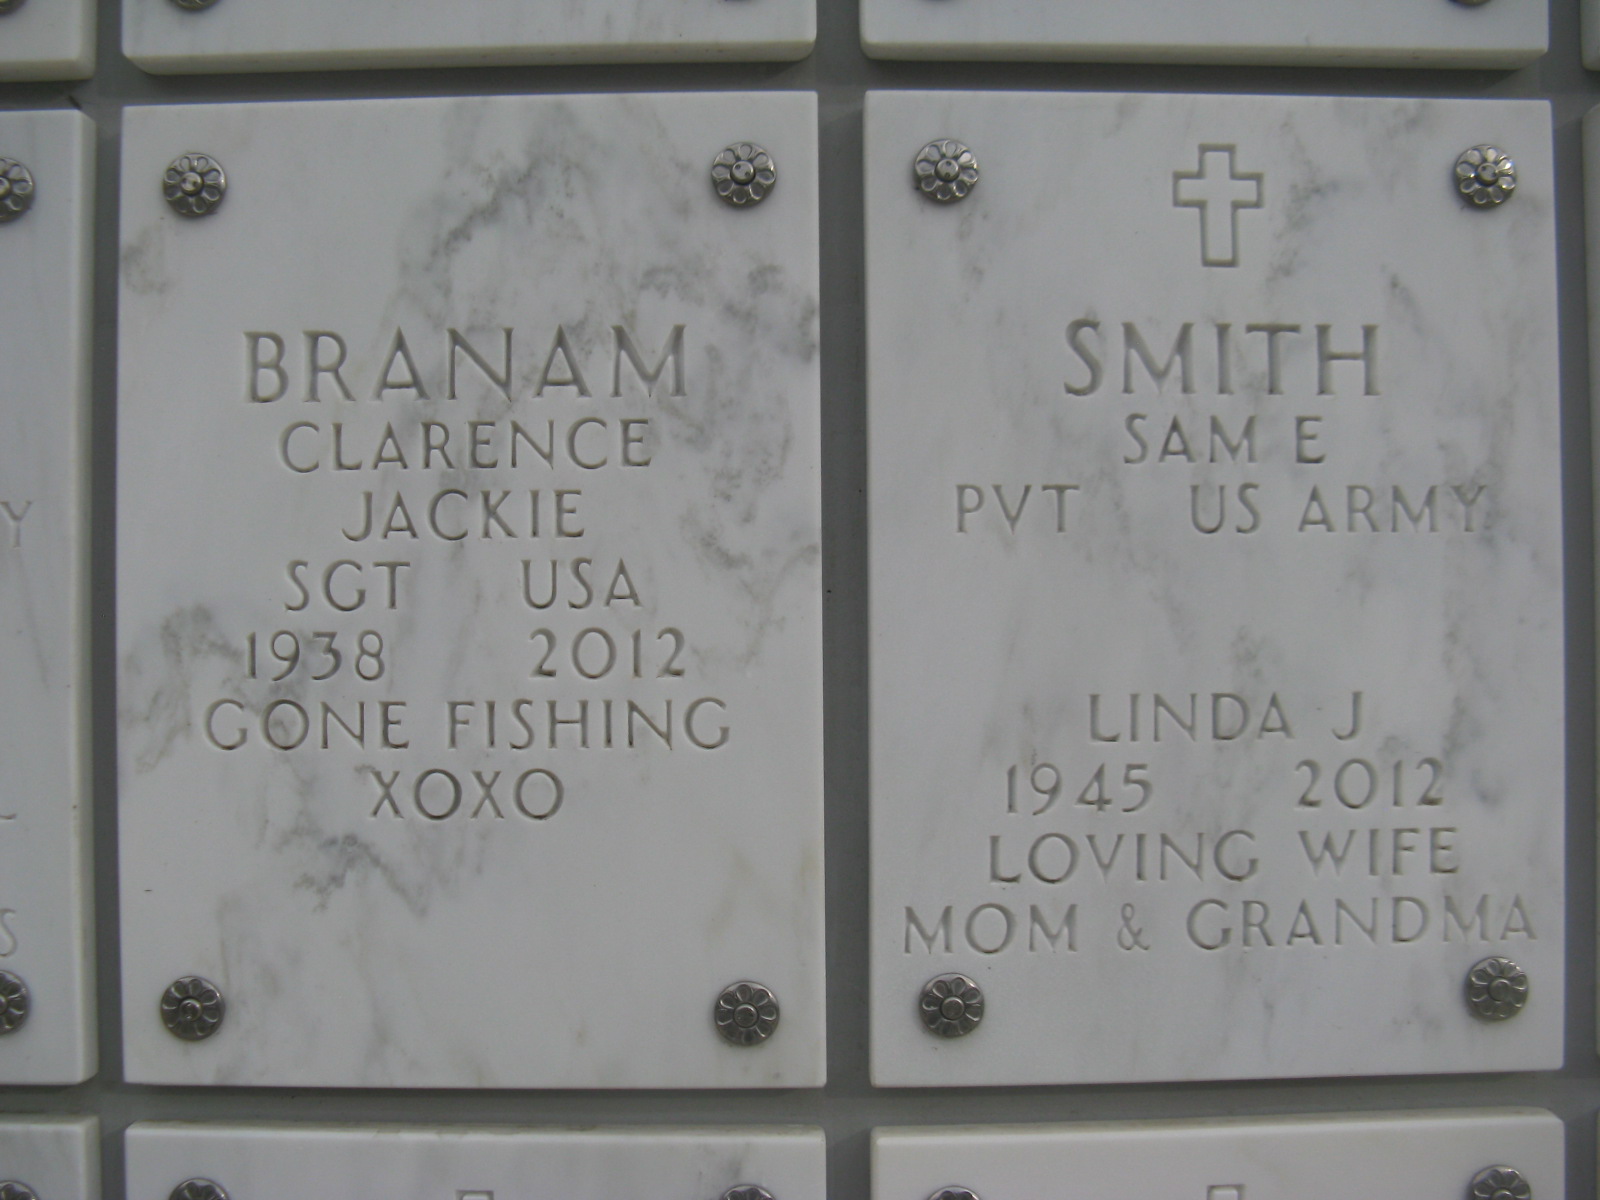 BRANAM
CLARENCE
JACKIE
SGT USA
1938 2012
GONE FISHING
XOXO
SMITH
SAM E
PVT US ARMY
LINDA J
1945 2012
LOVING WIFE
MOM & GRANDMA
Y
S